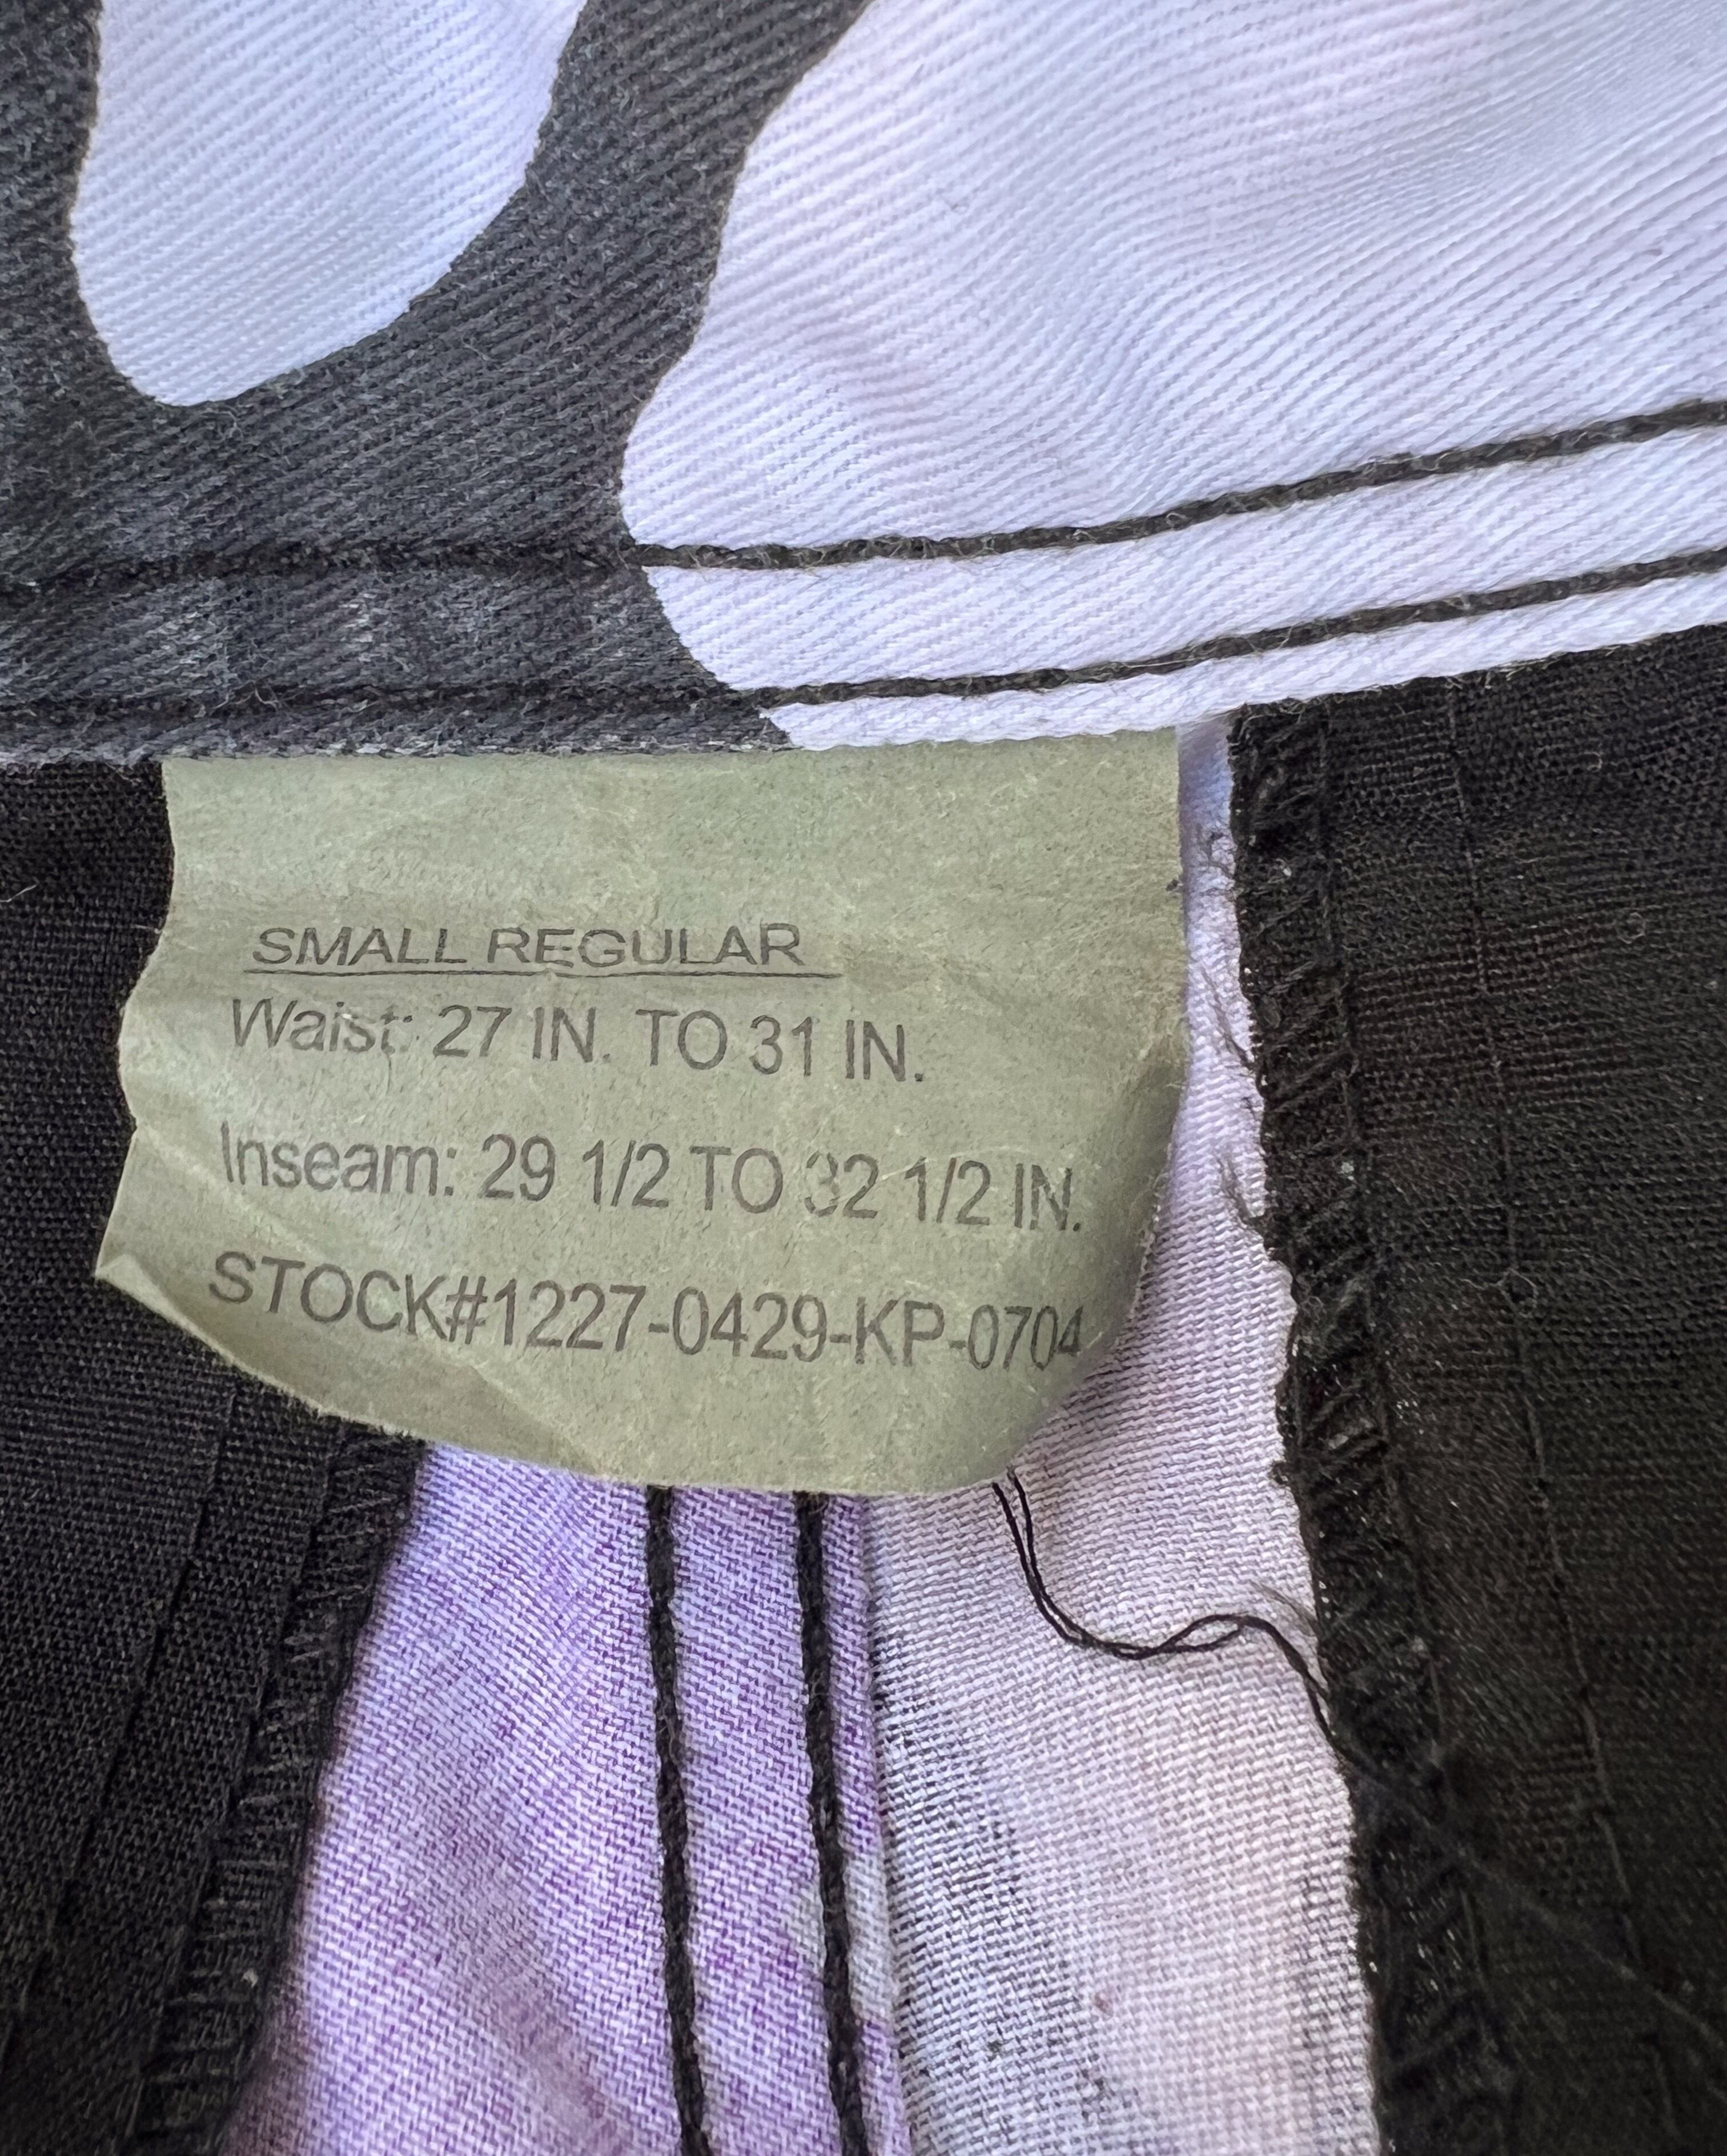 SMALL REGULAR
Waist: 27 IN. TO 31 IN.
Inseam: 29 1/2 TO 32 1/2 IN.
STOCK#1227-0429-KP-0704